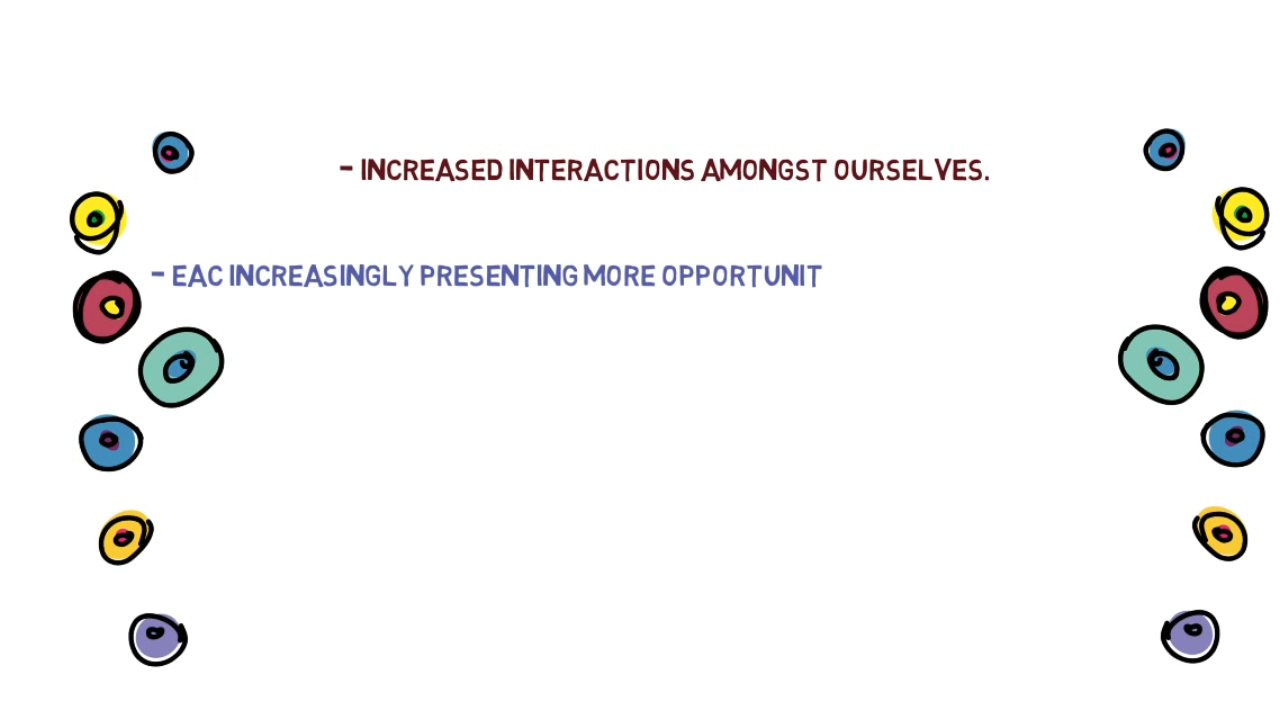 - INCREASED INTERACTIONS AMONGST OURSELVES.
- EAC INCREASINGLY PRESENTING MORE OPPORTUNIT